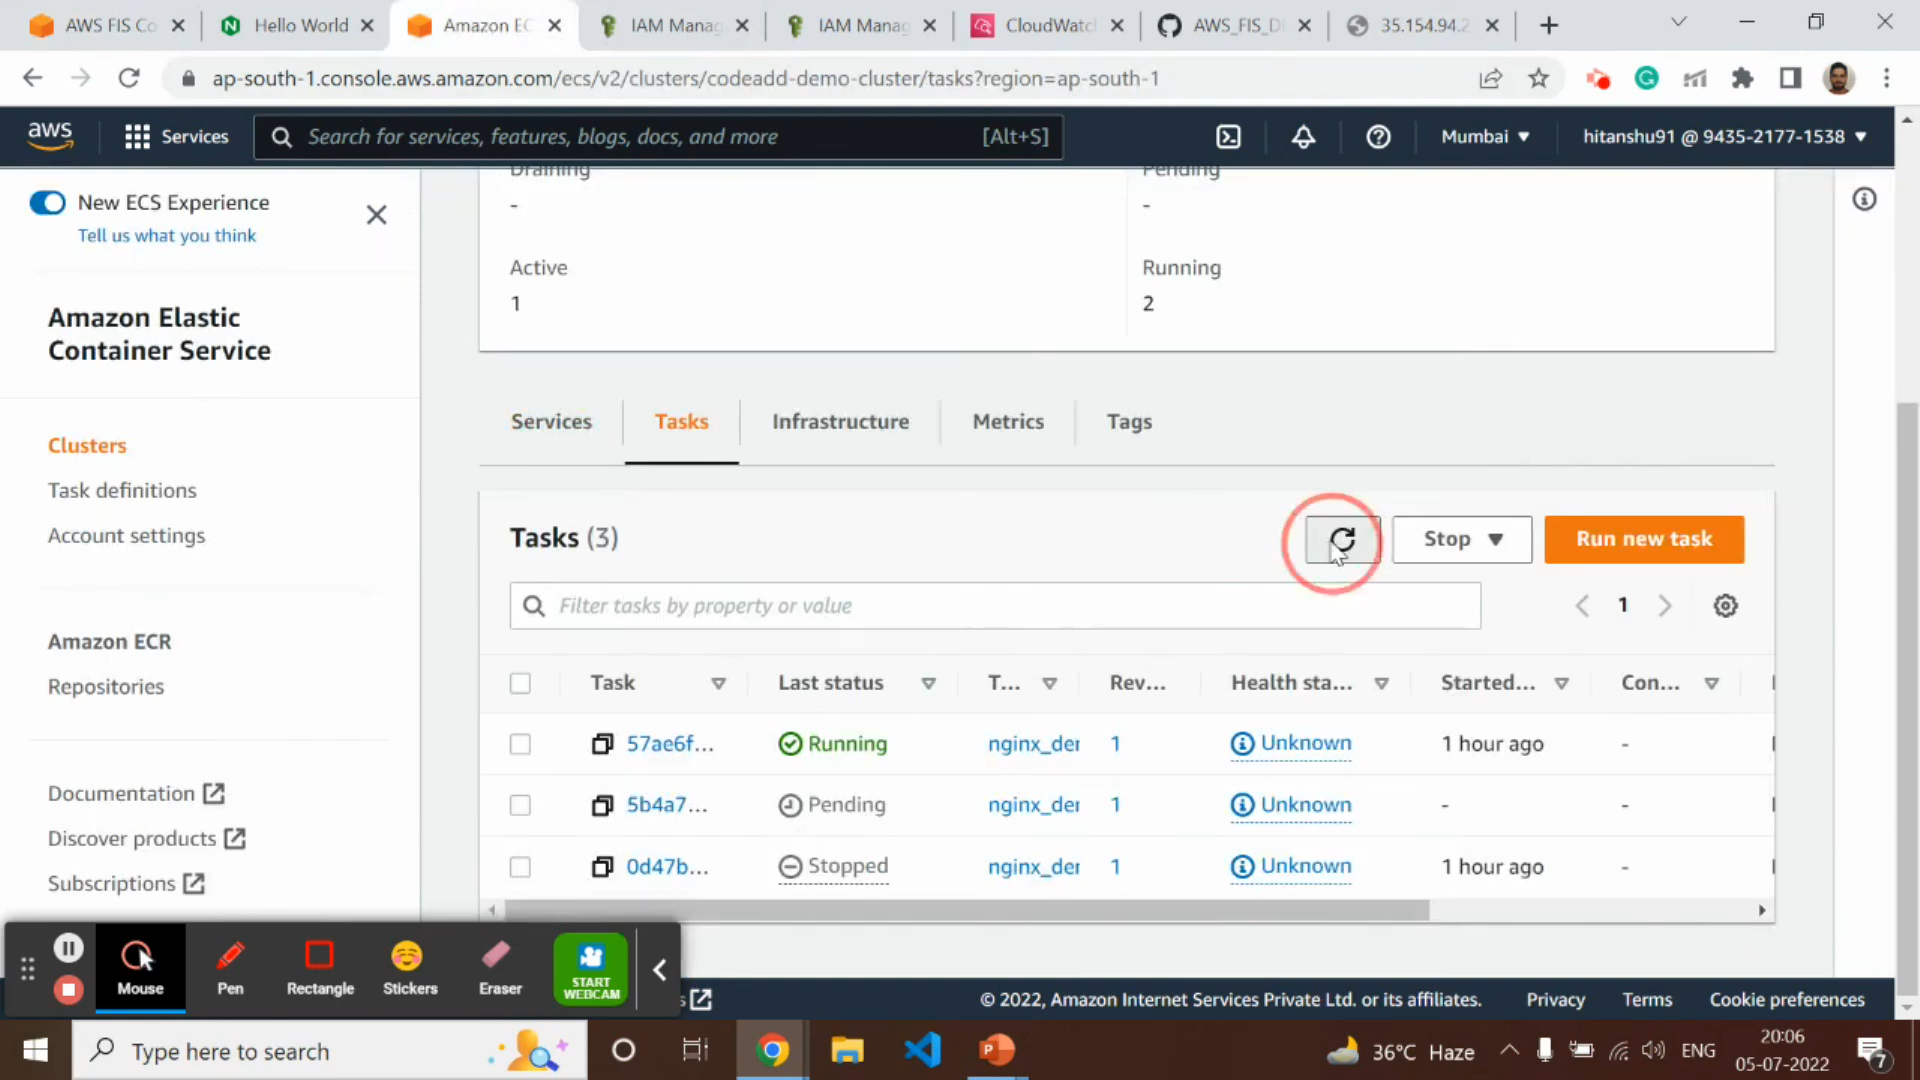 AWS FIS Co
Hello World
Amazon EC
IAM Manag
IAM Manag
CloudWatc
AWS_FIS_D
35.154.94.2
ap-south-1.console.aws.amazon.com/ecs/v2/clusters/codeadd-demo-cluster/tasks?region=ap-south-1
aws
Services
Search for services, features, blogs, docs, and more
[Alt+S]
Mumbai
hitanshu91 @ 9435-2177-1538
New ECS Experience
Tell us what you think
Amazon Elastic
Container Service
Clusters
Task definitions
Account settings
Amazon ECR
Repositories
Documentation
Discover products
Subscriptions
Draining
-
Pending
-
Active
1
Running
2
Services
Tasks
Infrastructure
Metrics
Tags
Tasks (3)
Stop
Run new task
Filter tasks by property or value
1
Task Last status T... Rev... Health sta... Started... Con...
57ae6f... Running nginx_der 1 Unknown 1 hour ago -
5b4a7... Pending nginx_der 1 Unknown - -
0d47b... Stopped nginx_der 1 Unknown 1 hour ago -
Mouse
Pen
Rectangle
Stickers
Eraser
START
WEBCAM
© 2022, Amazon Internet Services Private Ltd. or its affiliates.
Privacy
Terms
Cookie preferences
Type here to search
36°C Haze
ENG
20:06
05-07-2022
7